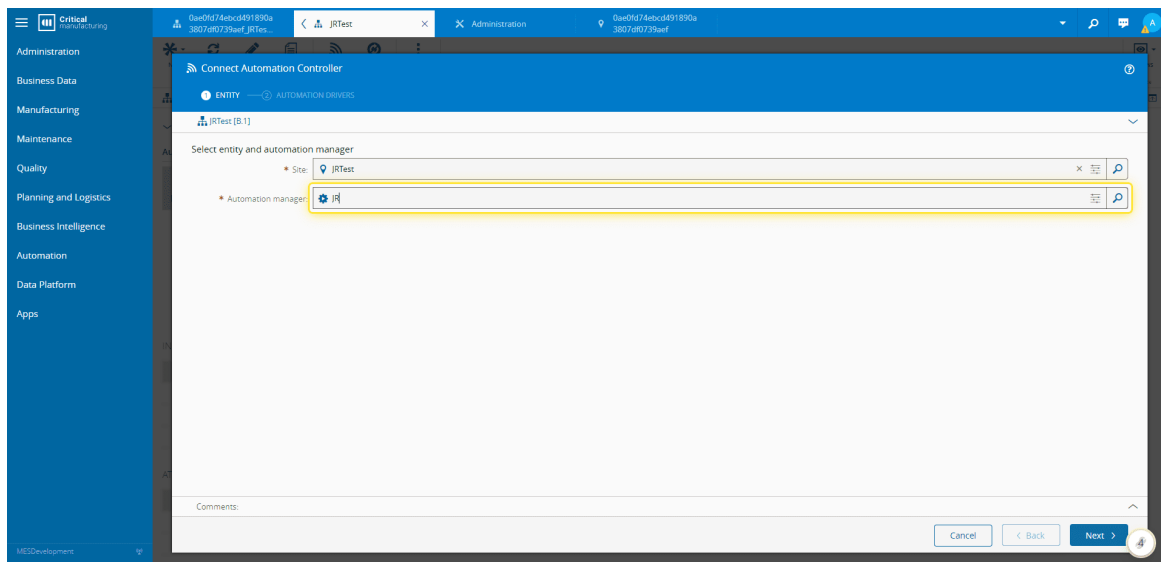 Critical
manufacturing
0ae0fd74ebcd491890a
3807df0739aef_JRTes...
JRTest
Administration
0ae0fd74ebcd491890a
3807df0739aef
A
Administration
Business Data
Manufacturing
Maintenance
Quality
Planning and Logistics
Business Intelligence
Automation
Data Platform
Apps
MESDevelopment
Connect Automation Controller
1 ENTITY
2 AUTOMATION DRIVERS
JRTest [B.1]
Select entity and automation manager
* Site: JRTest
* Automation manager: JR
Comments:
Cancel
< Back
Next >
4